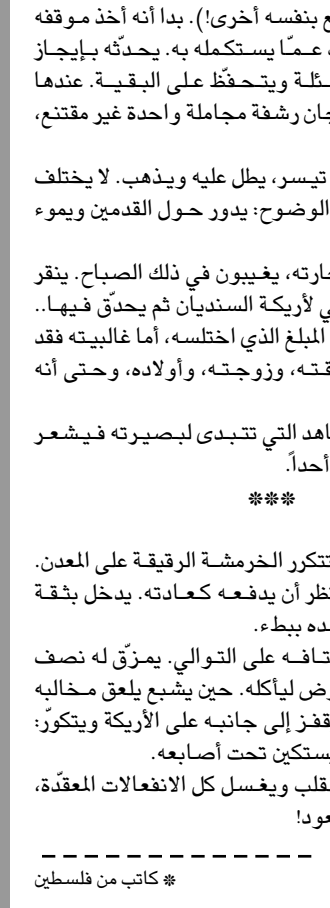 ع بنفسه أخرى!). بدا أنه أخذ موقفه
عمّا يستكمله به. يحدّثه بإيجاز
ئلة ويتحفّظ على البقية. عندها
جان رشفة مجاملة واحدة غير مقتنع،
تيسر، يطل عليه ويذهب. لا يختلف
الوضوح: يدور حول القدمين ويموء
جارته، يغيبون في ذلك الصباح. ينقر
ي لأريكة السنديان ثم يحدّق فيها..
المبلغ الذي اختلسه، أما غالبيته فقد
قته، وزوجته، وأولاده، وحتى أنه
اهد التي تتبدى لبصيرته فيشعر
أحداً.
***
تتكرر الخرمشة الرقيقة على المعدن.
نظر أن يدفعه كعادته. يدخل بثقة
ده ببطء.
تافه على التوالي. يمزّق له نصف
رض ليأكله. حين يشبع يلعق مخالبه
قفز إلى جانبه على الأريكة ويتكوّر:
يستكين تحت أصابعه.
قلب ويغسل كل الانفعالات المعقدّة،
عود!
* كاتب من فلسطين